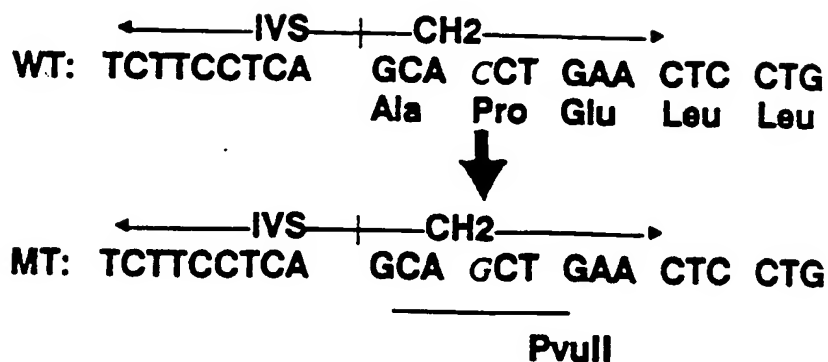 IVS CH2
WT: TCTTCCTCA GCA CCT GAA CTC CTG
Ala Pro Glu Leu Leu
IVS CH2
MT: TCTTCCTCA GCA GCT GAA CTC CTG
PvuII